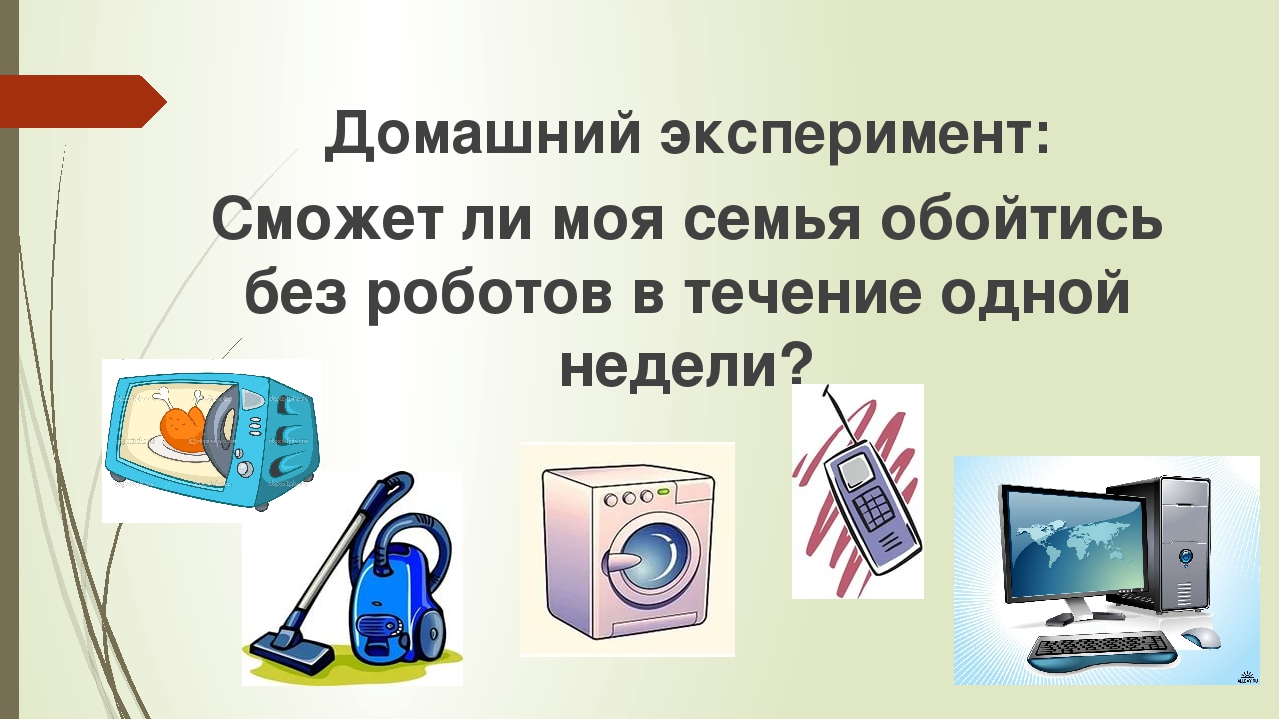 Домашний эксперимент:
Сможет ли моя семья обойтись
без роботов в течение одной
недели?